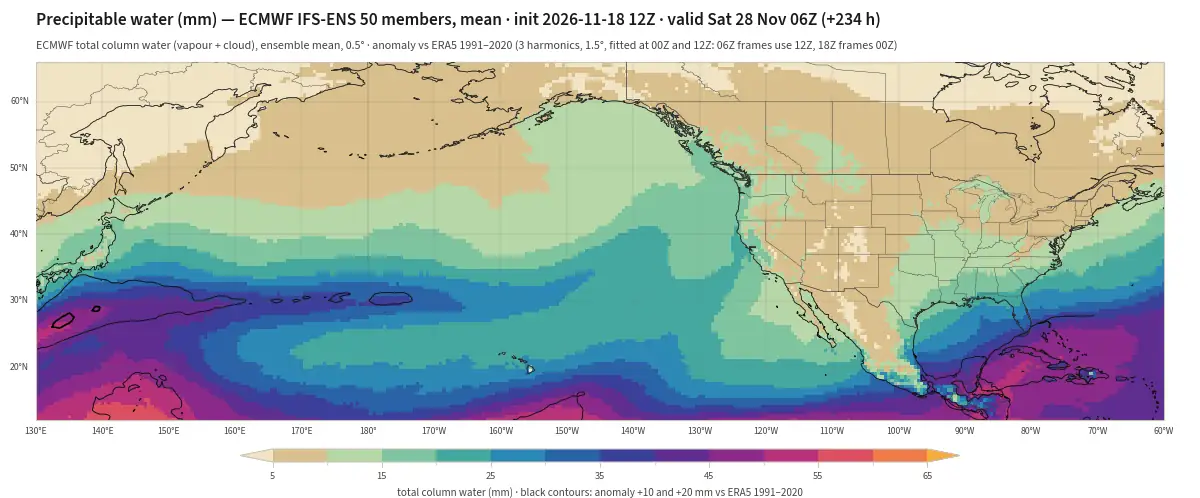 Precipitable water (mm) — ECMWF IFS-ENS 50 members, mean · init 2026-11-18 12Z · valid Sat 28 Nov 06Z (+234 h)
ECMWF total column water (vapour + cloud), ensemble mean, 0.5° · anomaly vs ERA5 1991–2020 (3 harmonics, 1.5°, fitted at 00Z and 12Z: 06Z frames use 12Z, 18Z frames 00Z)
60°N
50°N
40°N
30°N
20°N
130°E 140°E 150°E 160°E 170°E 180° 170°W 160°W 150°W 140°W 130°W 120°W 110°W 100°W 90°W 80°W 70°W 60°W
5 15 25 35 45 55 65
total column water (mm) · black contours: anomaly +10 and +20 mm vs ERA5 1991–2020